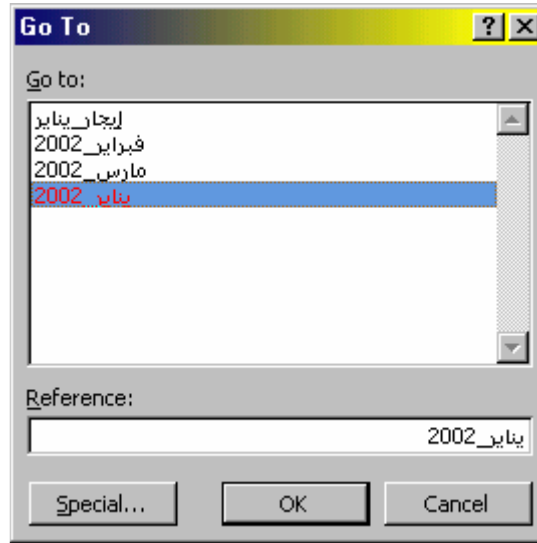 Go To
Go to:
إيجار_يناير
فبراير_2002
مارس_2002
يناير_2002
Reference:
يناير_2002
Special...
OK
Cancel